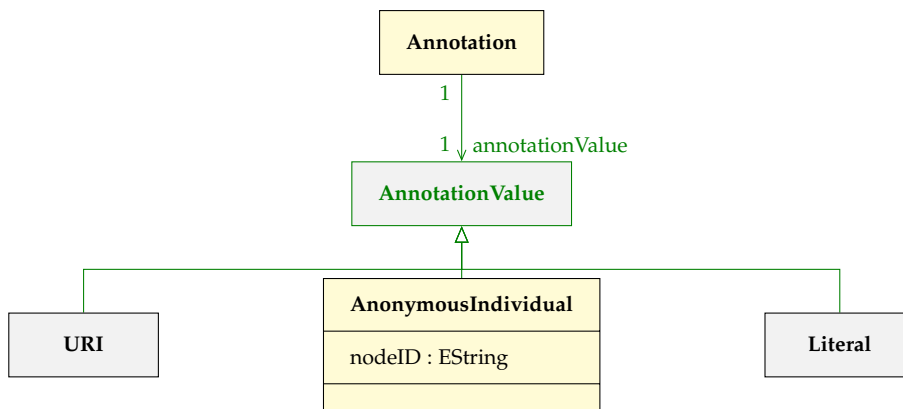 Annotation
1
1 annotationValue
AnnotationValue
AnonymousIndividual
URI
nodeID : EString
Literal